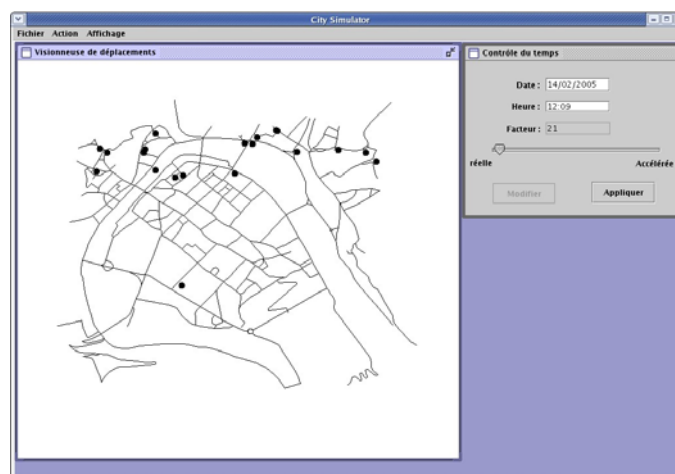 City Simulator
Fichier Action Affichage
Visionneuse de déplacements
Contrôle du temps
Date : 14/02/2005
Heure : 12:09
Facteur : 21
réelle Accélérée
Modifier Appliquer